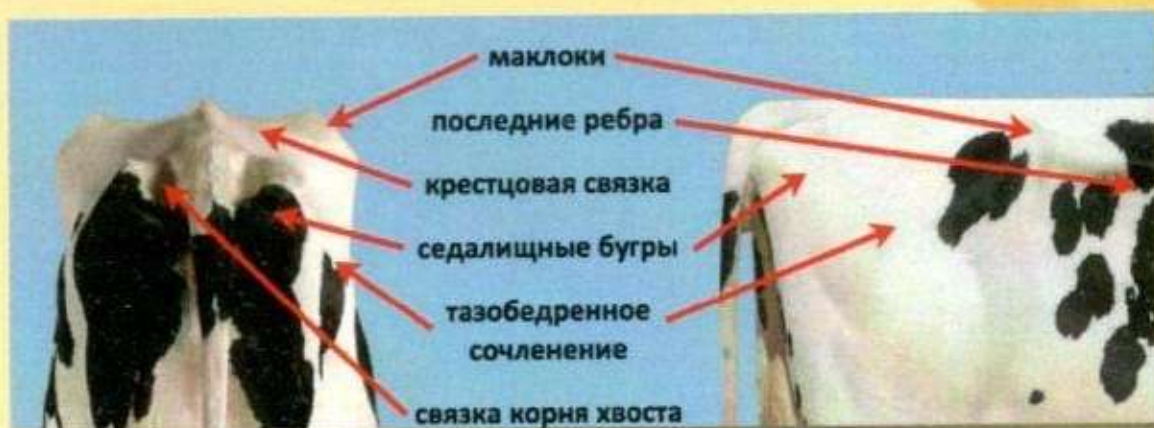 маклоки
последние ребра
крестцовая связка
седалищные бугры
тазобедренное
сочленение
связка корня хвоста